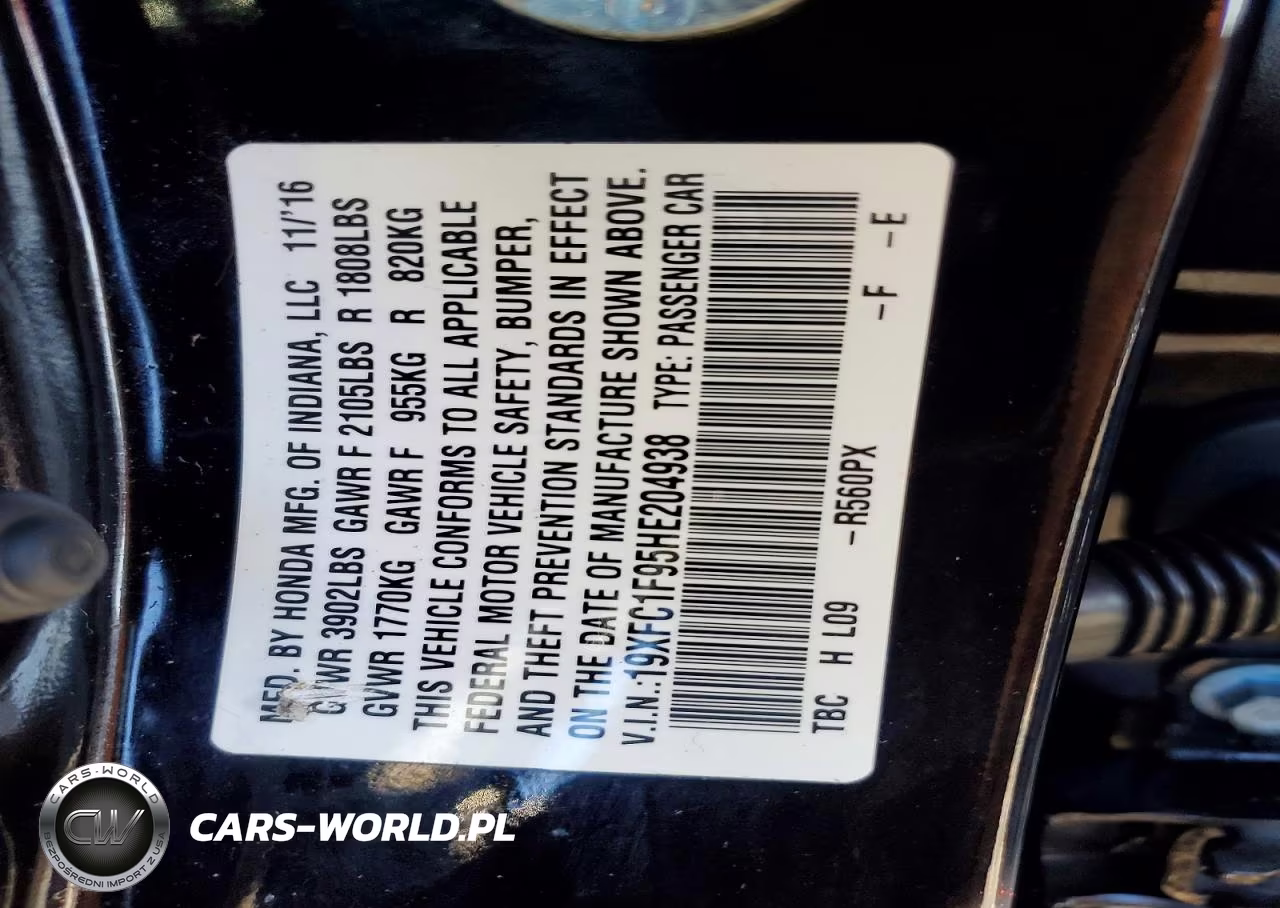 MFD. BY HONDA MFG. OF INDIANA, LLC 11/'16
GVWR 3902LBS GAWR F 2105LBS R 1808LBS
GVWR 1770KG GAWR F 955KG R 820KG
THIS VEHICLE CONFORMS TO ALL APPLICABLE
FEDERAL MOTOR VEHICLE SAFETY, BUMPER,
AND THEFT PREVENTION STANDARDS IN EFFECT
ON THE DATE OF MANUFACTURE SHOWN ABOVE.
V.I.N.:19XFC1F95HE204938 TYPE: PASSENGER CAR
TBC H L09 -R560PX -F -E
CARS-WORLD
CW
BEZPOŚREDNI IMPORT Z USA
CARS-WORLD.PL